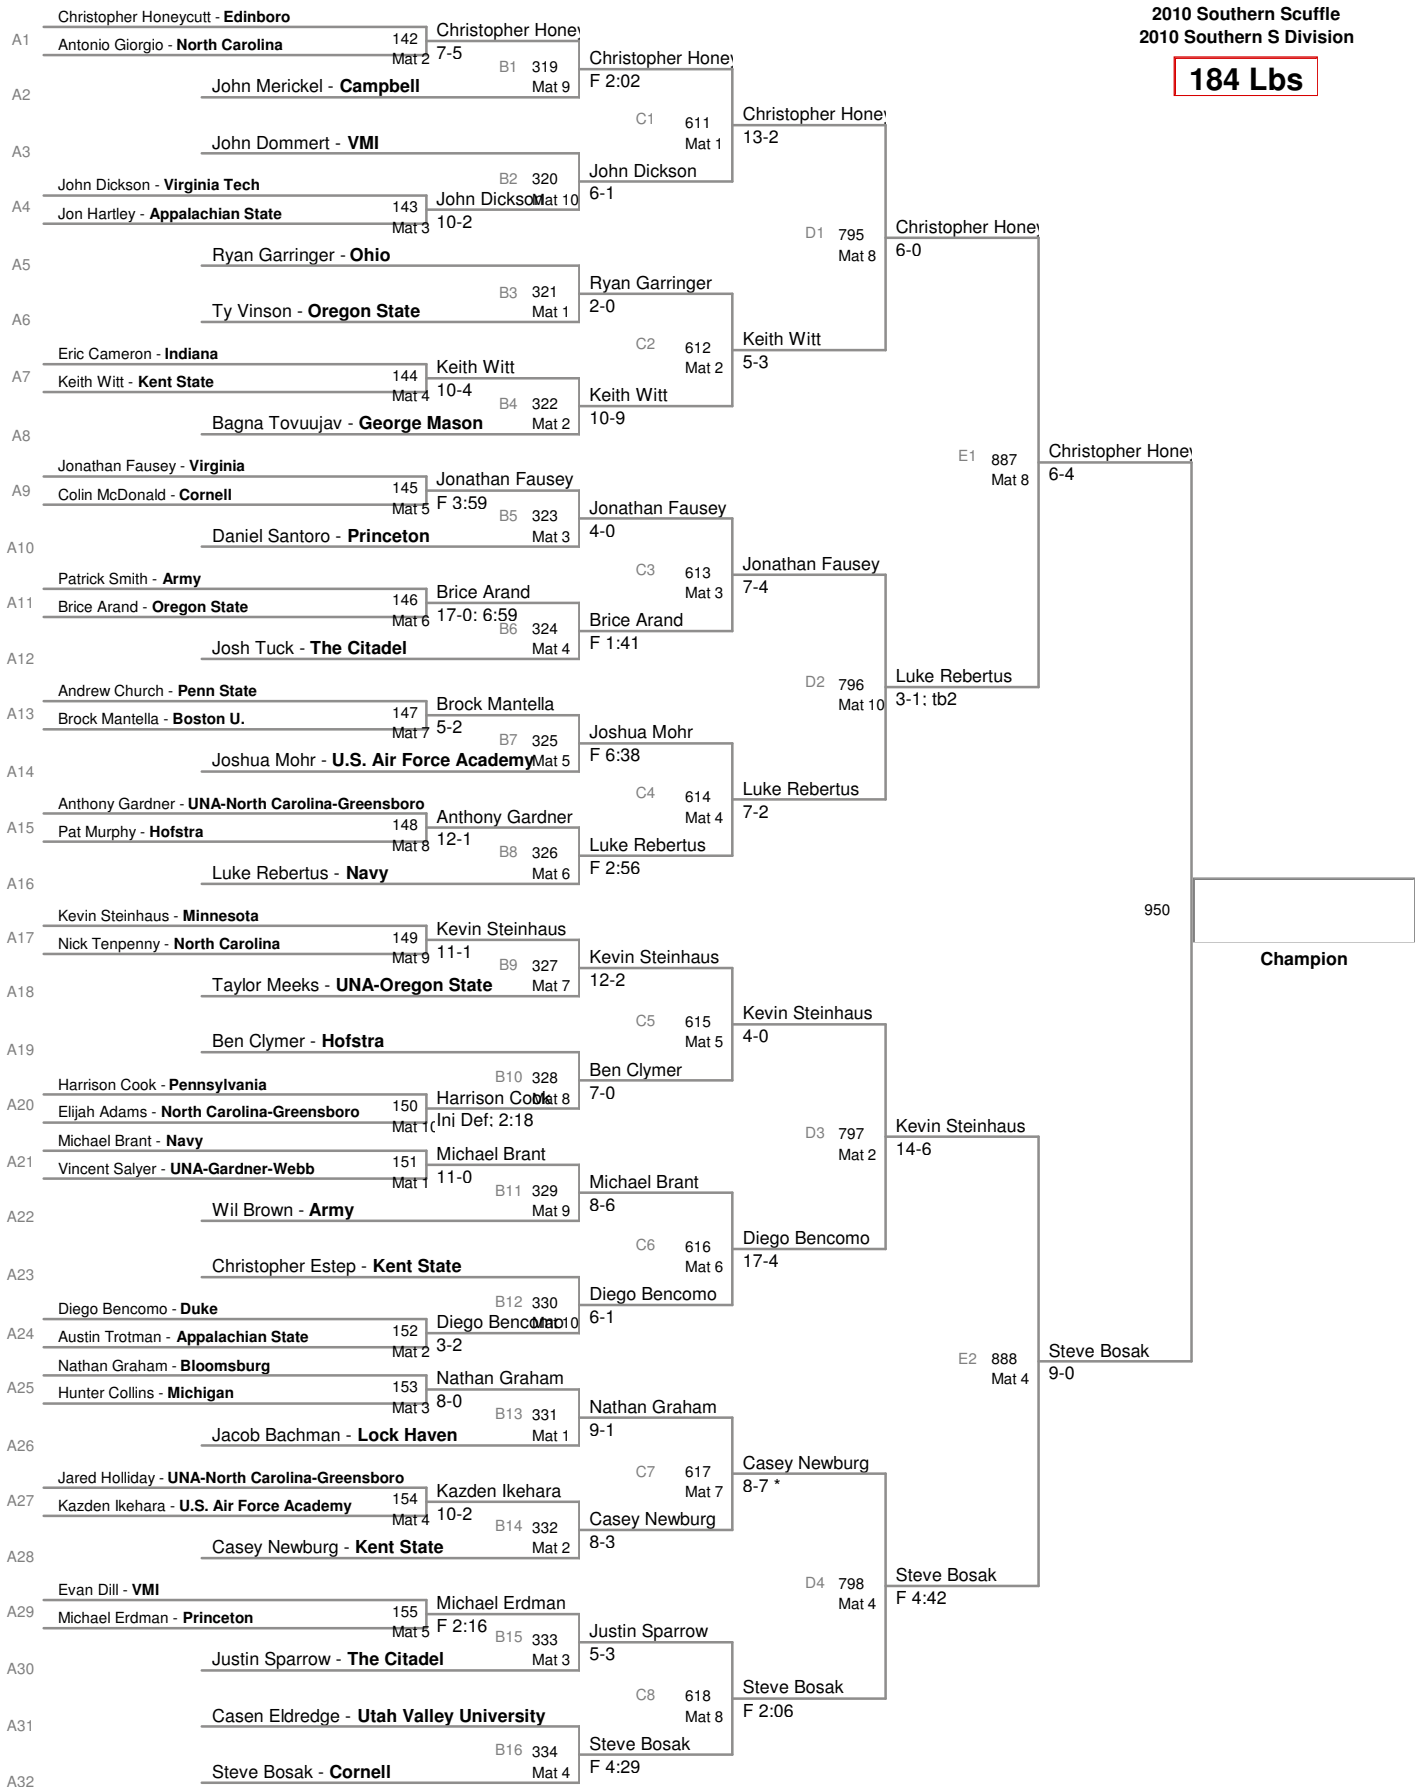 2010 Southern Scuffle
2010 Southern S Division
184 Lbs
Christopher Honeycutt - Edinboro
A1
Antonio Giorgio - North Carolina
142
Mat 2
Christopher Hone
7-5
A2
John Merickel - Campbell
B1 319
Mat 9
Christopher Hone
F 2:02
A3
John Dommert - VMI
C1 611
Mat 1
Christopher Hone
13-2
John Dickson - Virginia Tech
A4
Jon Hartley - Appalachian State
143
Mat 3
John Dickson
10-2
B2 320
Mat 10
John Dickson
6-1
A5
Ryan Garringer - Ohio
D1 795
Mat 8
Christopher Hone
6-0
A6
Ty Vinson - Oregon State
B3 321
Mat 1
Ryan Garringer
2-0
Eric Cameron - Indiana
A7
Keith Witt - Kent State
144
Mat 4
Keith Witt
10-4
C2 612
Mat 2
Keith Witt
5-3
A8
Bagna Tovuujav - George Mason
B4 322
Mat 2
Keith Witt
10-9
Jonathan Fausey - Virginia
A9
Colin McDonald - Cornell
145
Mat 5
Jonathan Fausey
F 3:59
E1 887
Mat 8
Christopher Hone
6-4
A10
Daniel Santoro - Princeton
B5 323
Mat 3
Jonathan Fausey
4-0
Patrick Smith - Army
A11
Brice Arand - Oregon State
146
Mat 6
Brice Arand
17-0; 6:59
C3 613
Mat 3
Jonathan Fausey
7-4
A12
Josh Tuck - The Citadel
B6 324
Mat 4
Brice Arand
F 1:41
Andrew Church - Penn State
A13
Brock Mantella - Boston U.
147
Mat 7
Brock Mantella
5-2
D2 796
Mat 10
Luke Rebertus
3-1; tb2
A14
Joshua Mohr - U.S. Air Force Academy
B7 325
Mat 5
Joshua Mohr
F 6:38
Anthony Gardner - UNA-North Carolina-Greensboro
A15
Pat Murphy - Hofstra
148
Mat 8
Anthony Gardner
12-1
C4 614
Mat 4
Luke Rebertus
7-2
A16
Luke Rebertus - Navy
B8 326
Mat 6
Luke Rebertus
F 2:56
Kevin Steinhaus - Minnesota
A17
Nick Tenpenny - North Carolina
149
Mat 9
Kevin Steinhaus
11-1
950
Champion
A18
Taylor Meeks - UNA-Oregon State
B9 327
Mat 7
Kevin Steinhaus
12-2
A19
Ben Clymer - Hofstra
C5 615
Mat 5
Kevin Steinhaus
4-0
Harrison Cook - Pennsylvania
A20
Elijah Adams - North Carolina-Greensboro
150
Mat 10
Harrison Cook
Inj Def; 2:18
B10 328
Mat 8
Ben Clymer
7-0
Michael Brant - Navy
A21
Vincent Salyer - UNA-Gardner-Webb
151
Mat 1
Michael Brant
11-0
D3 797
Mat 2
Kevin Steinhaus
14-6
A22
Wil Brown - Army
B11 329
Mat 9
Michael Brant
8-6
A23
Christopher Estep - Kent State
C6 616
Mat 6
Diego Bencomo
17-4
Diego Bencomo - Duke
A24
Austin Trotman - Appalachian State
152
Mat 2
Diego Bencomo
3-2
B12 330
Mat 10
Diego Bencomo
6-1
Nathan Graham - Bloomsburg
A25
Hunter Collins - Michigan
153
Mat 3
Nathan Graham
8-0
E2 888
Mat 4
Steve Bosak
9-0
A26
Jacob Bachman - Lock Haven
B13 331
Mat 1
Nathan Graham
9-1
Jared Holliday - UNA-North Carolina-Greensboro
A27
Kazden Ikehara - U.S. Air Force Academy
154
Mat 4
Kazden Ikehara
10-2
C7 617
Mat 7
Casey Newburg
8-7 *
A28
Casey Newburg - Kent State
B14 332
Mat 2
Casey Newburg
8-3
Evan Dill - VMI
A29
Michael Erdman - Princeton
155
Mat 5
Michael Erdman
F 2:16
D4 798
Mat 4
Steve Bosak
F 4:42
A30
Justin Sparrow - The Citadel
B15 333
Mat 3
Justin Sparrow
5-3
A31
Casen Eldredge - Utah Valley University
C8 618
Mat 8
Steve Bosak
F 2:06
A32
Steve Bosak - Cornell
B16 334
Mat 4
Steve Bosak
F 4:29